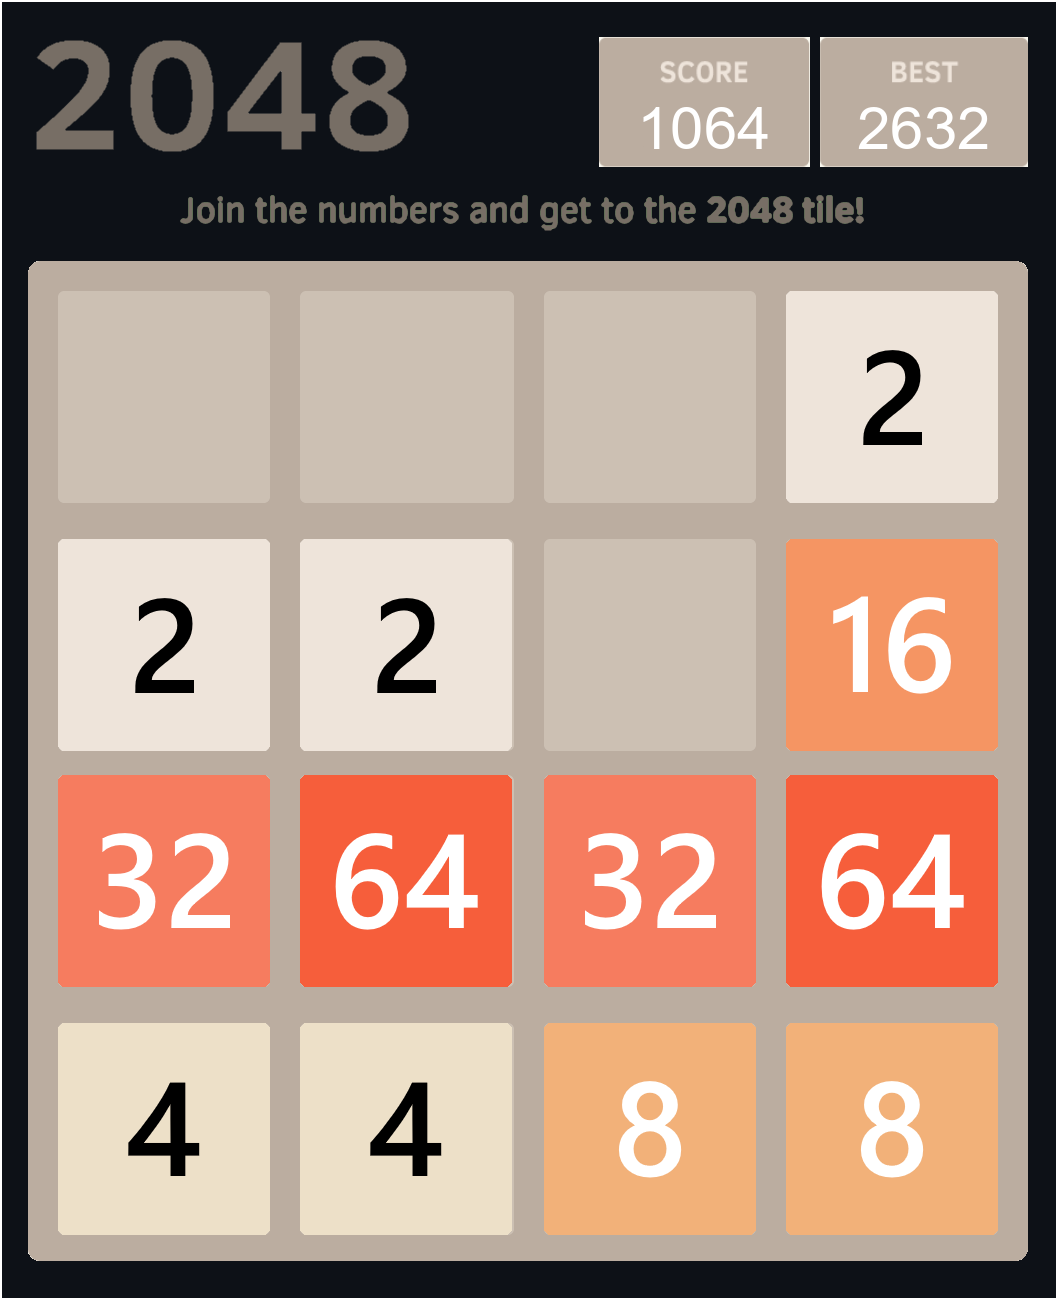 2048
SCORE BEST
1064 2632
Join the numbers and get to the 2048 tile!
2
2 2 16
32 64 32 64
4 4 8 8